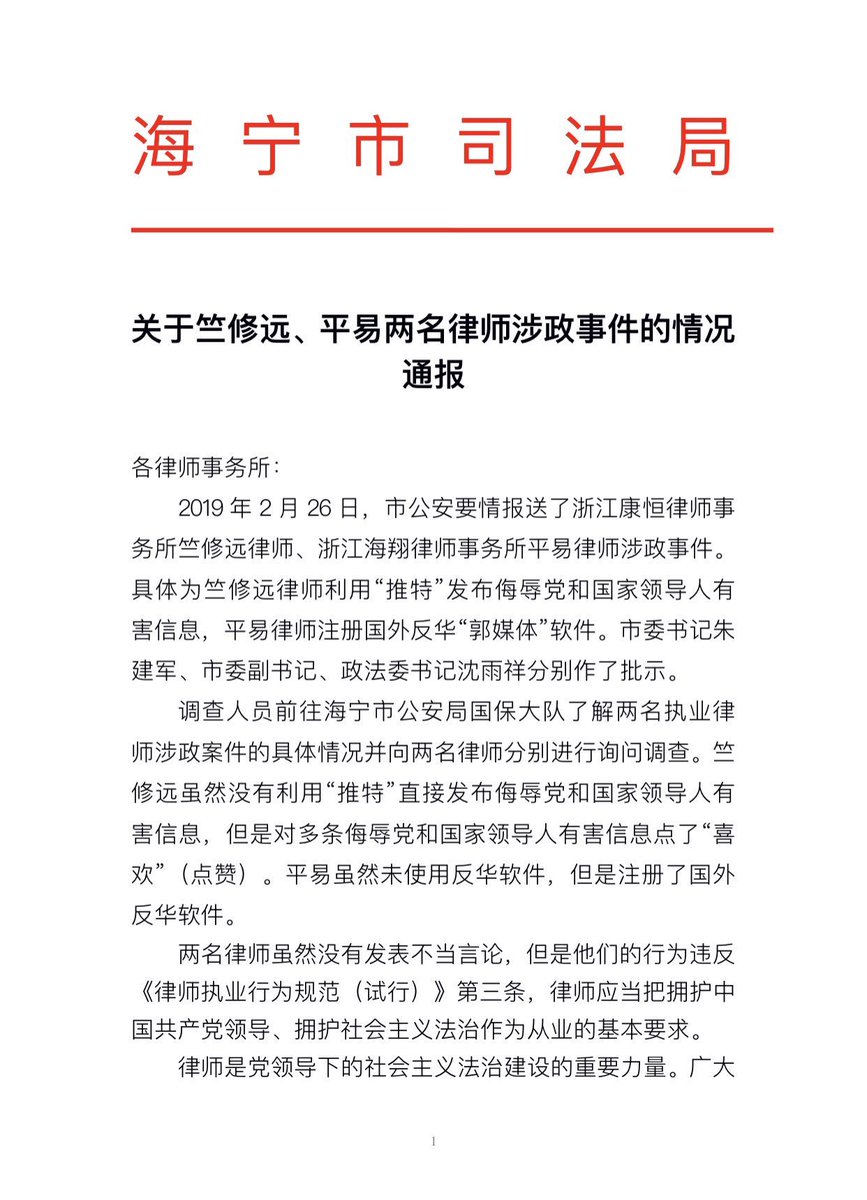 海宁市司法局
关于竺修远、平易两名律师涉政事件的情况
通报
各律师事务所：
2019 年 2 月 26 日，市公安要情报送了浙江康恒律师事
务所竺修远律师、浙江海翔律师事务所平易律师涉政事件。
具体为竺修远律师利用“推特”发布侮辱党和国家领导人有
害信息，平易律师注册国外反华“郭媒体”软件。市委书记朱
建军、市委副书记、政法委书记沈雨祥分别作了批示。
调查人员前往海宁市公安局国保大队了解两名执业律
师涉政案件的具体情况并向两名律师分别进行询问调查。竺
修远虽然没有利用“推特”直接发布侮辱党和国家领导人有
害信息，但是对多条侮辱党和国家领导人有害信息点了“喜
欢”（点赞）。平易虽然未使用反华软件，但是注册了国外
反华软件。
两名律师虽然没有发表不当言论，但是他们的行为违反
《律师执业行为规范（试行）》第三条，律师应当把拥护中
国共产党领导、拥护社会主义法治作为从业的基本要求。
律师是党领导下的社会主义法治建设的重要力量。广大
1